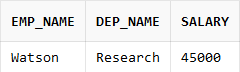 EMP_NAME DEP_NAME SALARY
Watson Research 45000